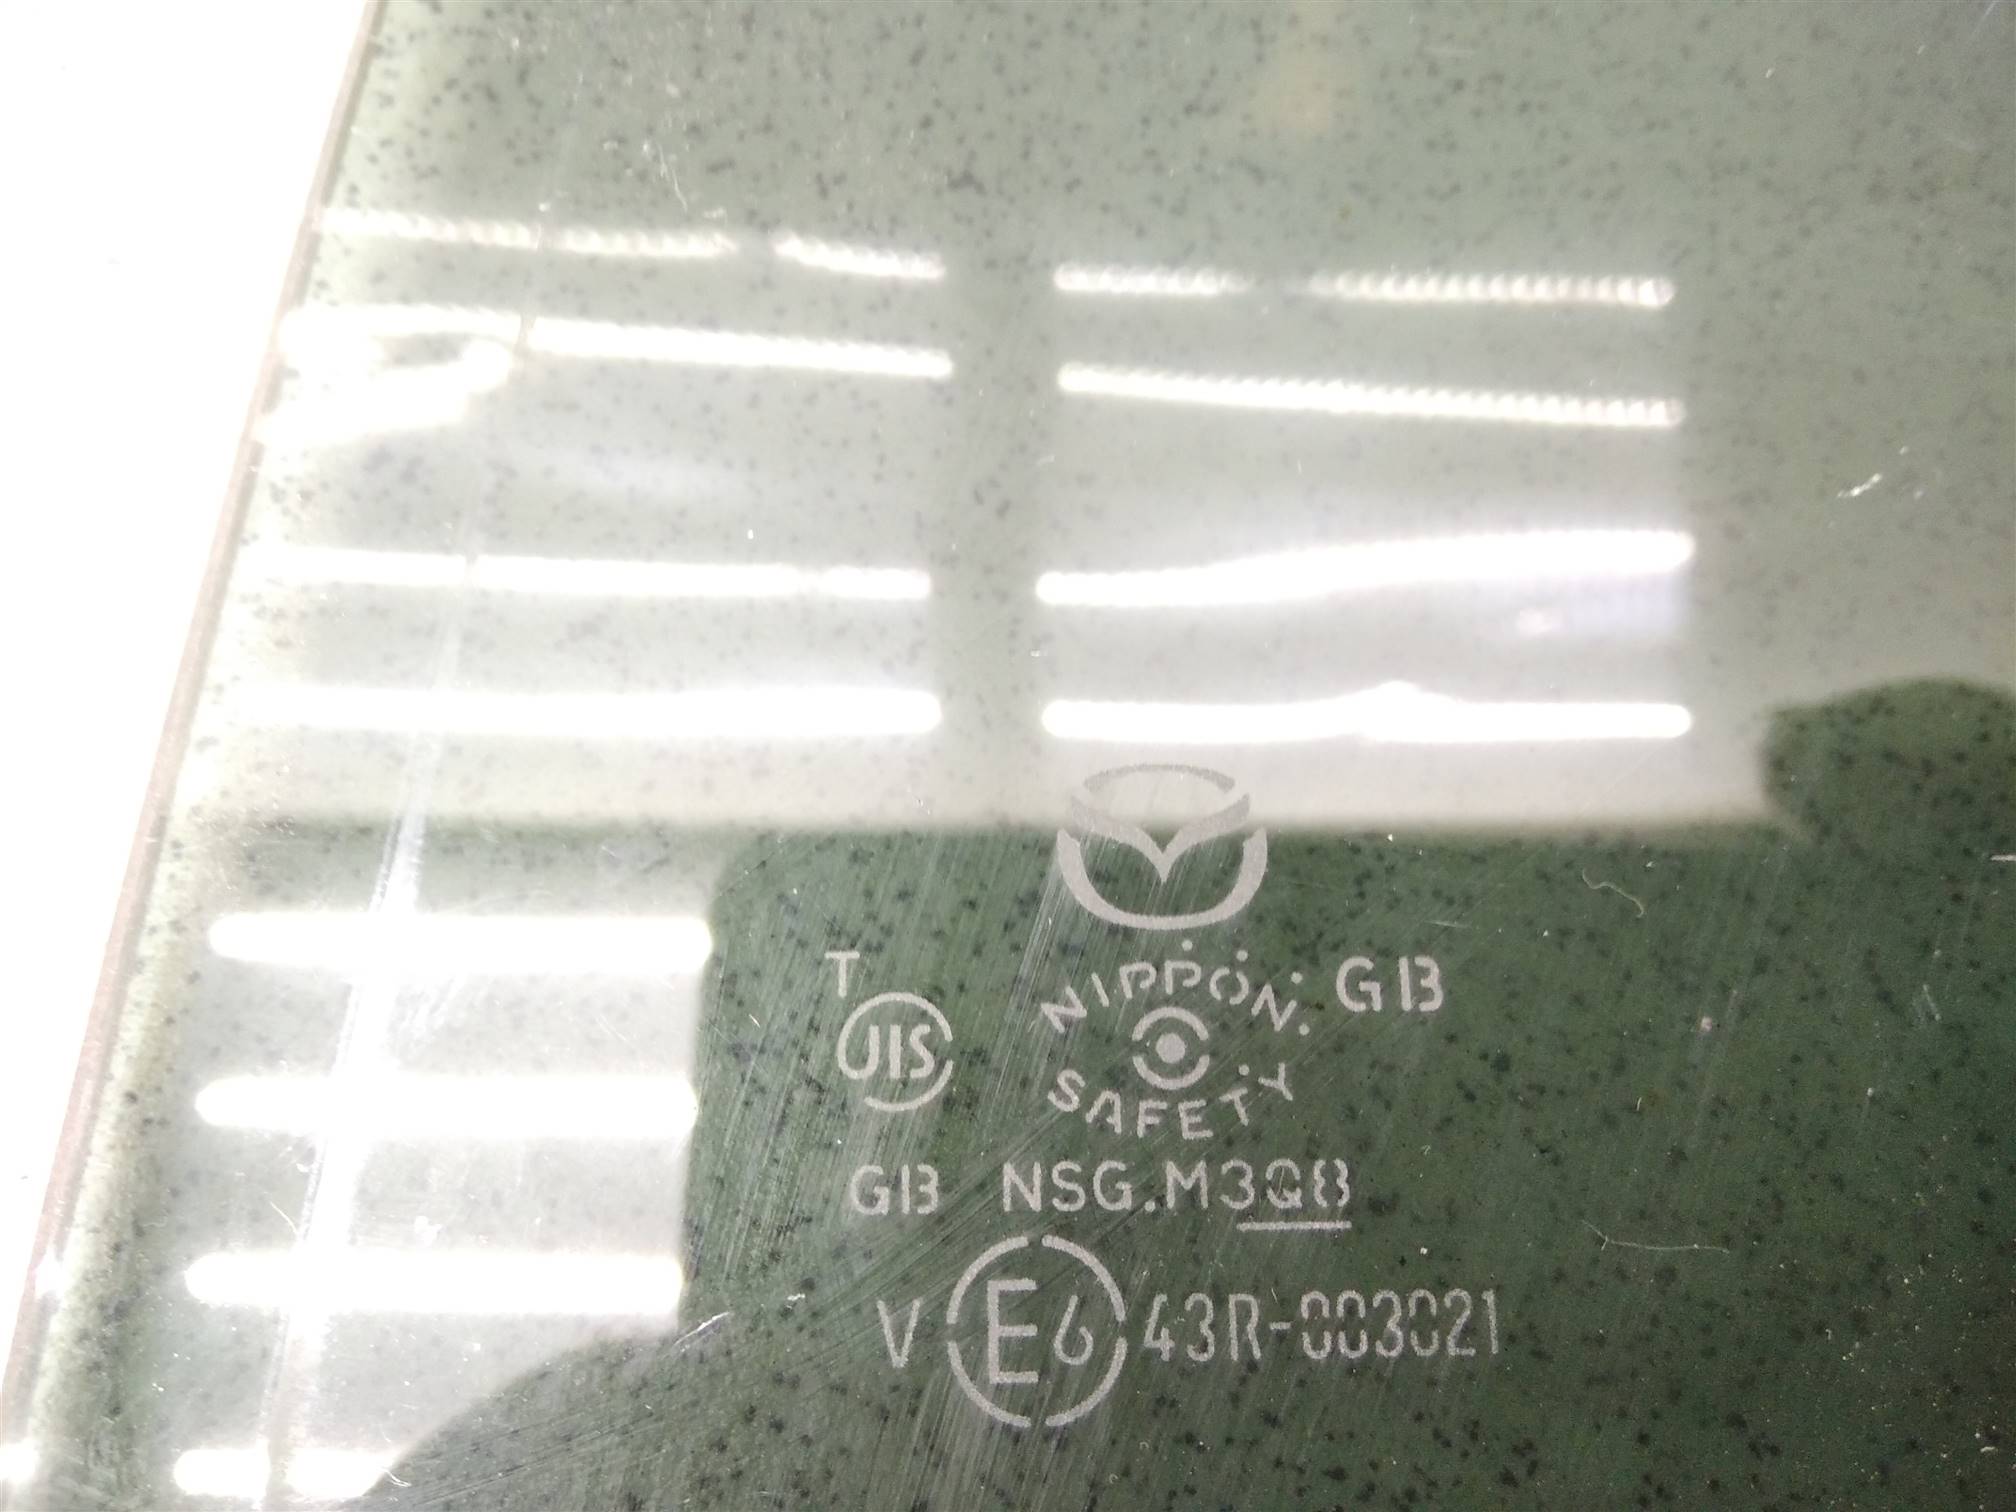 T
JIS
NIPPON. GB
SAFETY
GB NSG.M3Q8
V E6 43R-003021